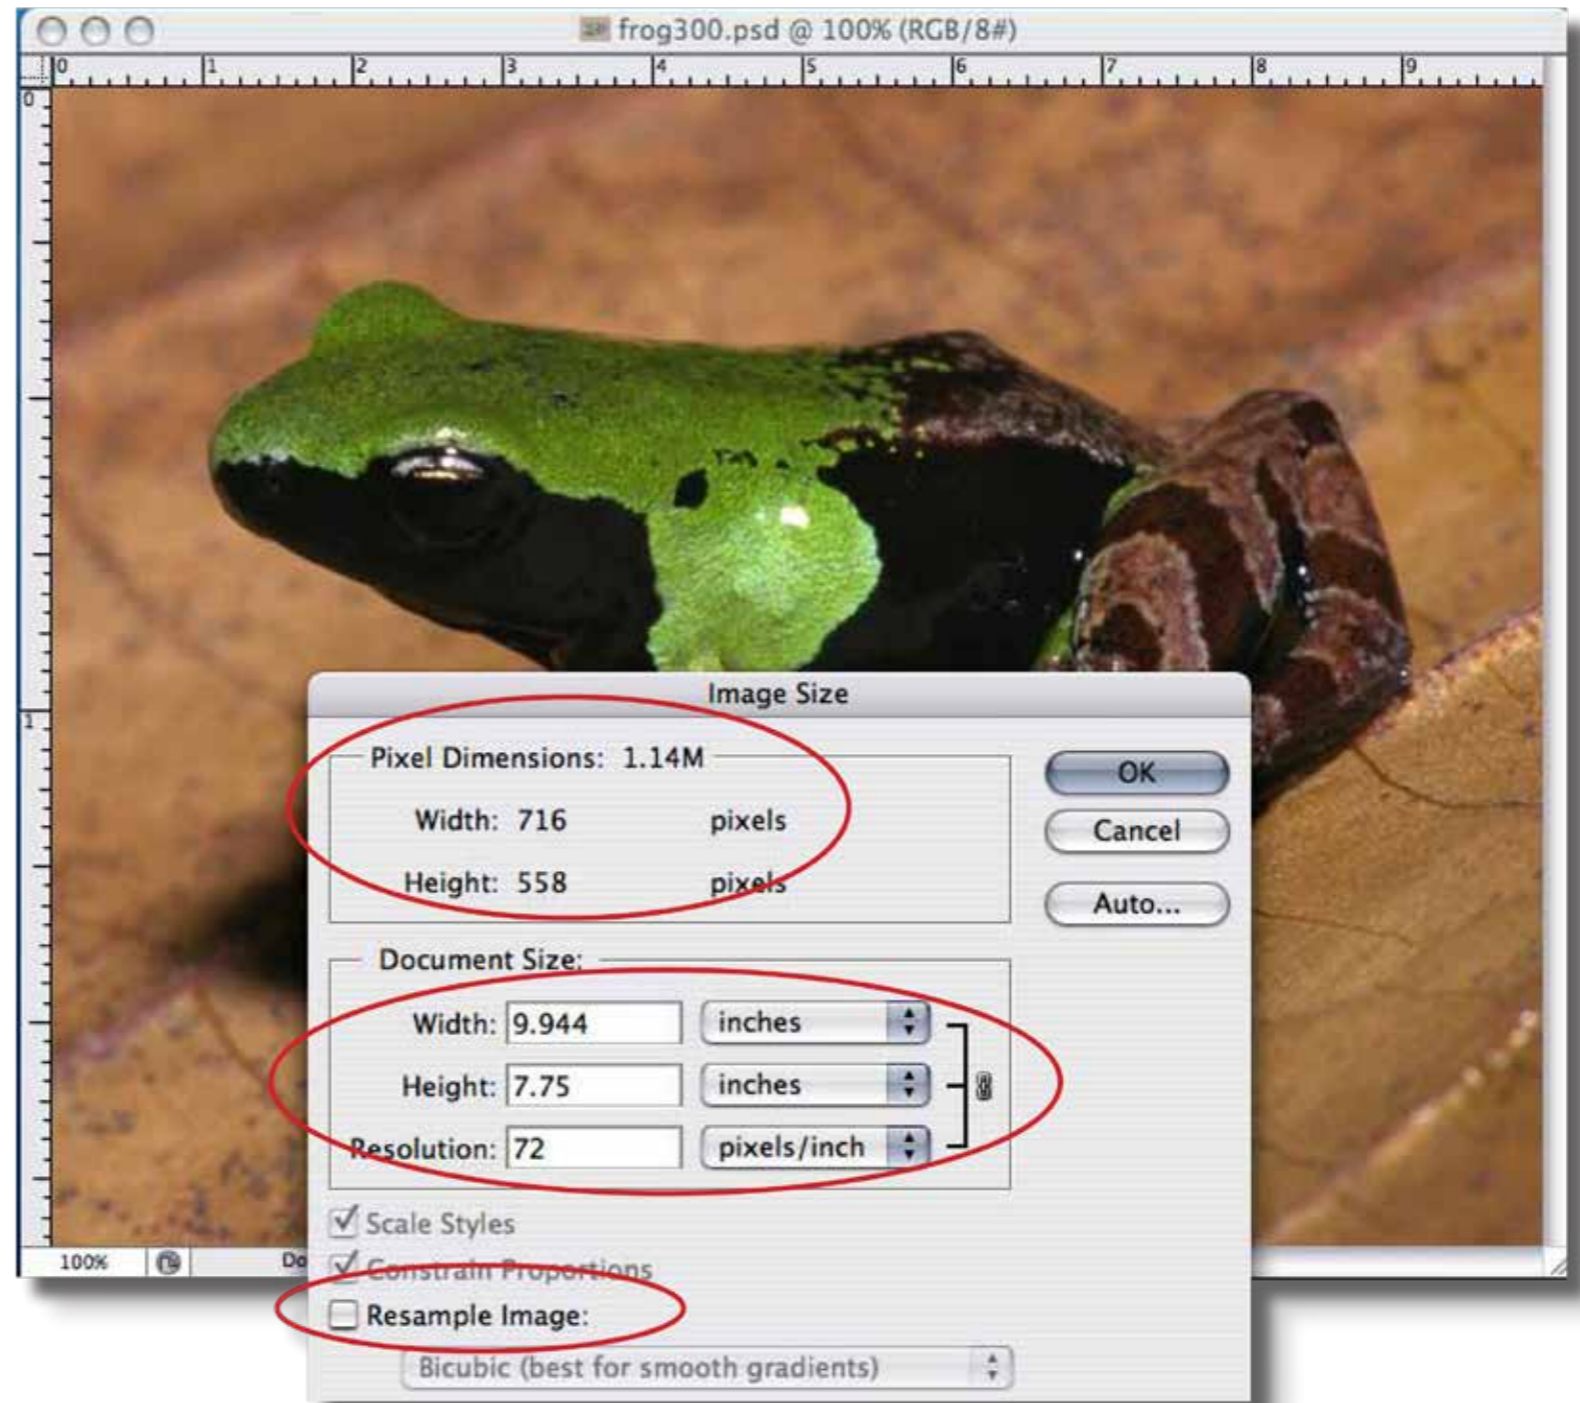 frog300.psd @ 100% (RGB/8#)
0 1 2 3 4 5 6 7 8 9
0
1
Image Size
Pixel Dimensions: 1.14M
Width: 716 pixels
Height: 558 pixels
OK
Cancel
Auto...
Document Size:
Width: 9.944 inches
Height: 7.75 inches
Resolution: 72 pixels/inch
Scale Styles
100% Do
Constrain Proportions
Resample Image:
Bicubic (best for smooth gradients)